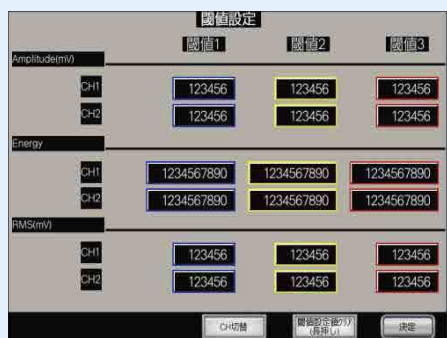 閾値設定
閾値1 閾値2 閾値3
Amplitude(mV)
CH1 123456 123456 123456
CH2 123456 123456 123456
Energy
CH1 1234567890 1234567890 1234567890
CH2 1234567890 1234567890 1234567890
RMS(mV)
CH1 123456 123456 123456
CH2 123456 123456 123456
CH切替 閾値設定値クリア 決定
(長押し)